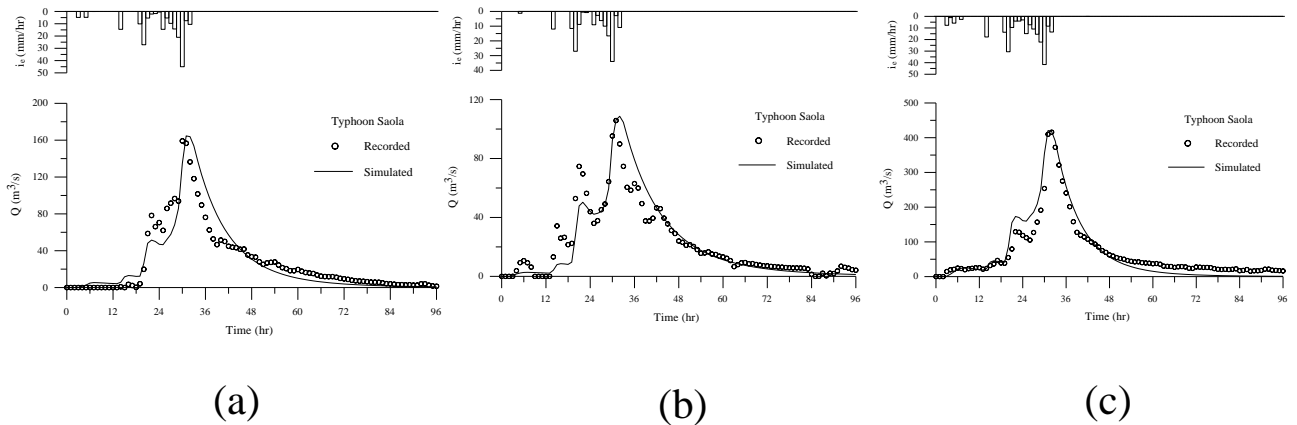 0
10
20
30
40
50
i_e (mm/hr)
200
160
120
80
40
0
Q (m³/s)
Typhoon Saola
Recorded
Simulated
0 12 24 36 48 60 72 84 96
Time (hr)
(a)
0
10
20
30
40
50
i_e (mm/hr)
120
80
40
0
Q (m³/s)
Typhoon Saola
Recorded
Simulated
0 12 24 36 48 60 72 84 96
Time (hr)
(b)
0
10
20
30
40
50
i_e (mm/hr)
500
400
300
200
100
0
Q (m³/s)
Typhoon Saola
Recorded
Simulated
0 12 24 36 48 60 72 84 96
Time (hr)
(c)